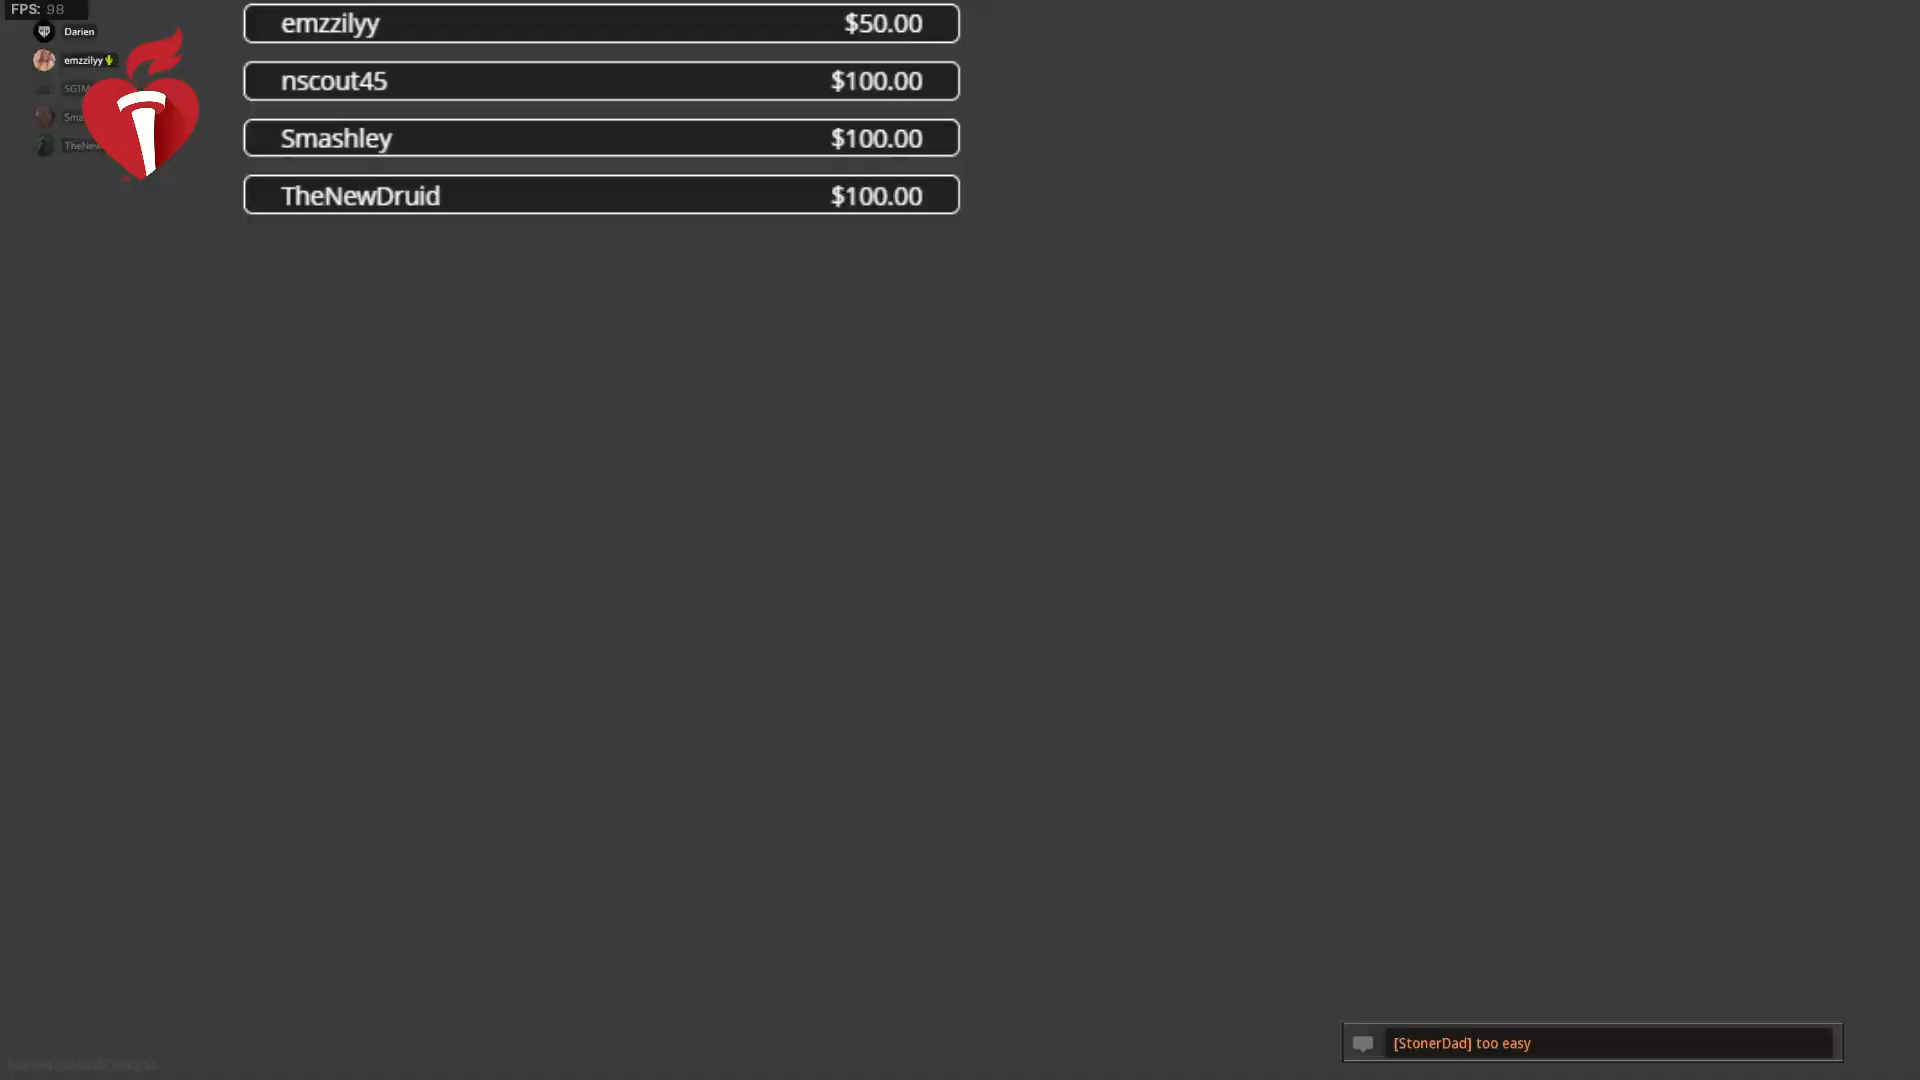 FPS: 98
Darien
emzzilyy
emzzilyy $50.00
nscout45 $100.00
Smashley $100.00
TheNewDruid $100.00
[StonerDad] too easy